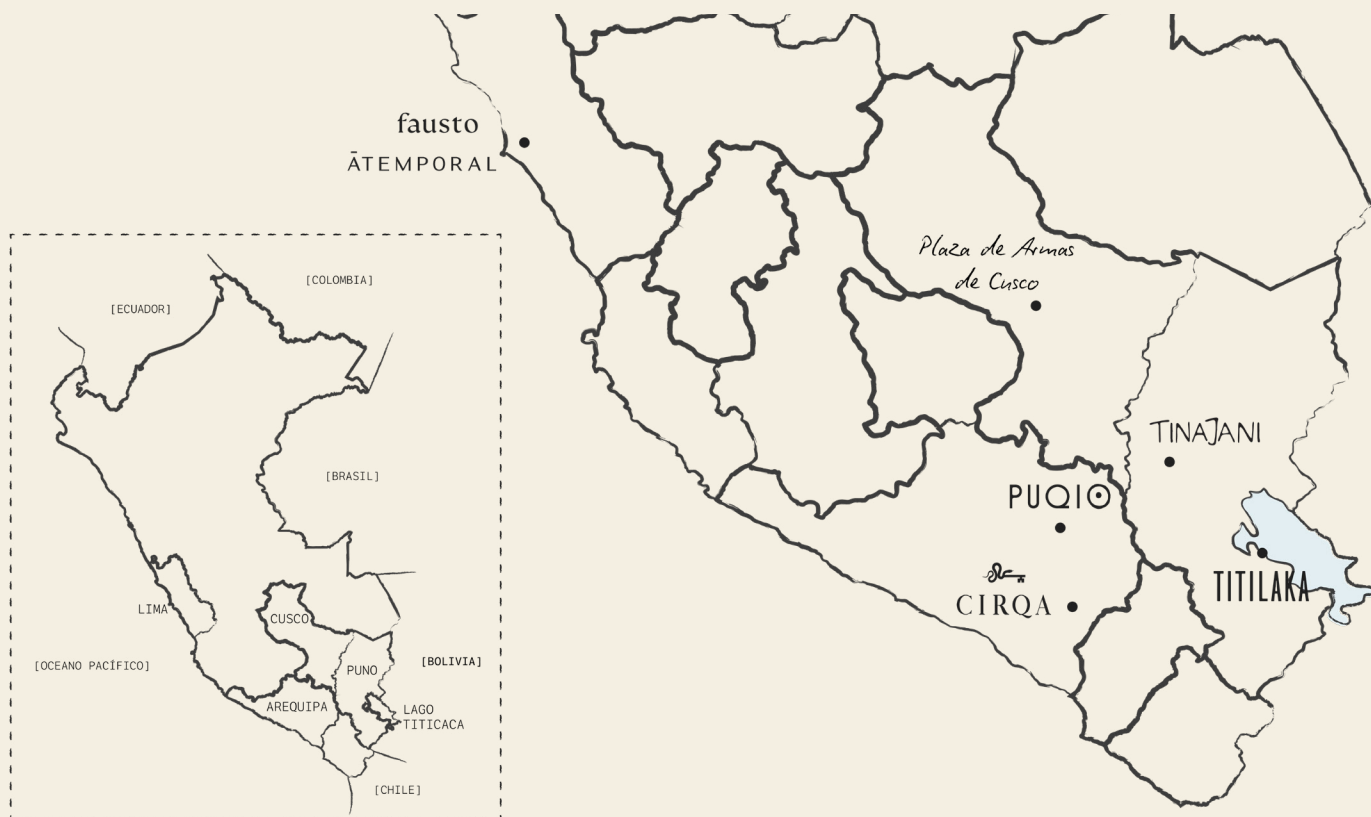 fausto
ĀTEMPORAL
Plaza de Armas
de Cusco
TINAJANI
PUQIO
CIRQA
TITILAKA
[COLOMBIA]
[ECUADOR]
[BRASIL]
LIMA
CUSCO
[OCEANO PACÍFICO]
[BOLIVIA]
PUNO
AREQUIPA
LAGO
TITICACA
[CHILE]